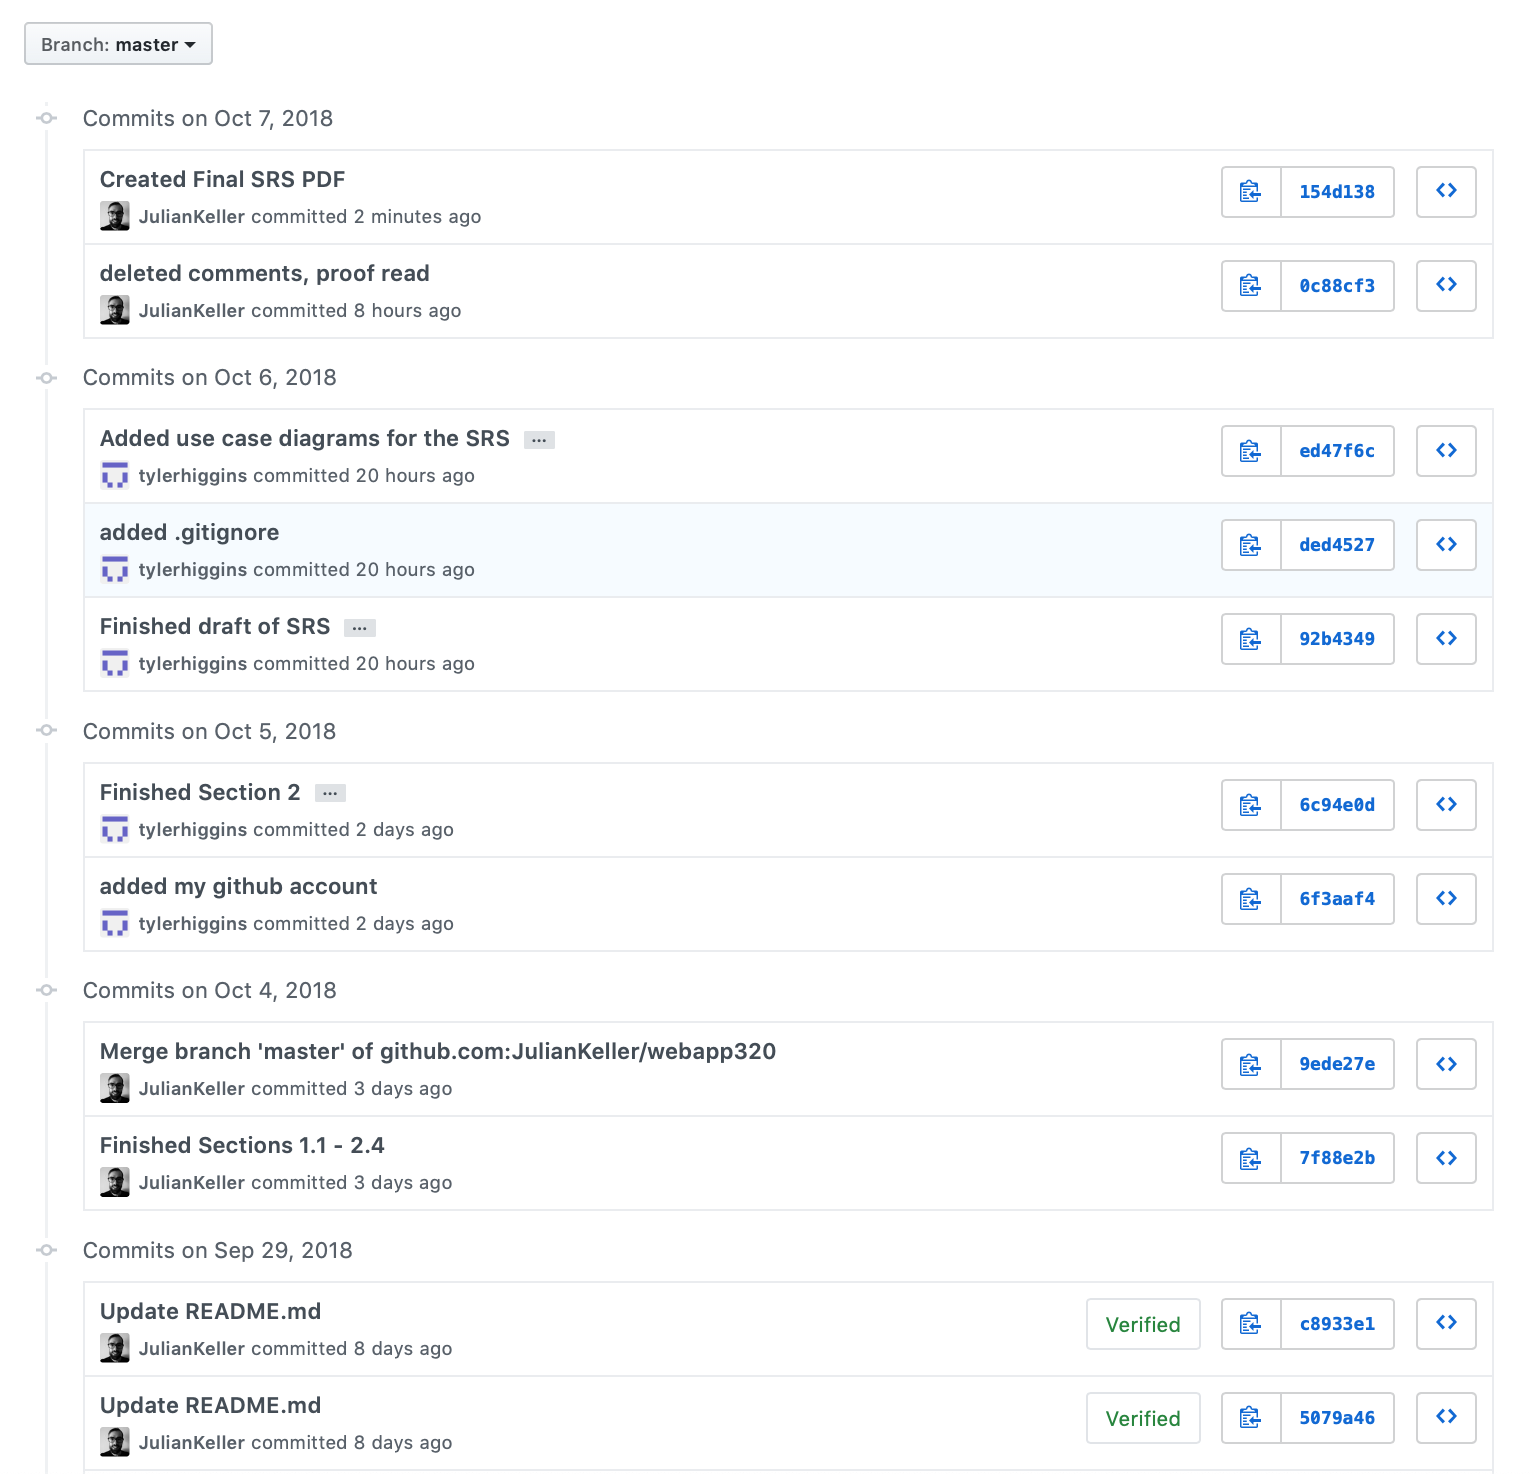 Branch: master
Commits on Oct 7, 2018
Created Final SRS PDF
JulianKeller committed 2 minutes ago
154d138
deleted comments, proof read
JulianKeller committed 8 hours ago
0c88cf3
Commits on Oct 6, 2018
Added use case diagrams for the SRS …
tylerhiggins committed 20 hours ago
ed47f6c
added .gitignore
tylerhiggins committed 20 hours ago
ded4527
Finished draft of SRS …
tylerhiggins committed 20 hours ago
92b4349
Commits on Oct 5, 2018
Finished Section 2 …
tylerhiggins committed 2 days ago
6c94e0d
added my github account
tylerhiggins committed 2 days ago
6f3aaf4
Commits on Oct 4, 2018
Merge branch 'master' of github.com:JulianKeller/webapp320
JulianKeller committed 3 days ago
9ede27e
Finished Sections 1.1 - 2.4
JulianKeller committed 3 days ago
7f88e2b
Commits on Sep 29, 2018
Update README.md
JulianKeller committed 8 days ago
Verified
c8933e1
Update README.md
JulianKeller committed 8 days ago
Verified
5079a46